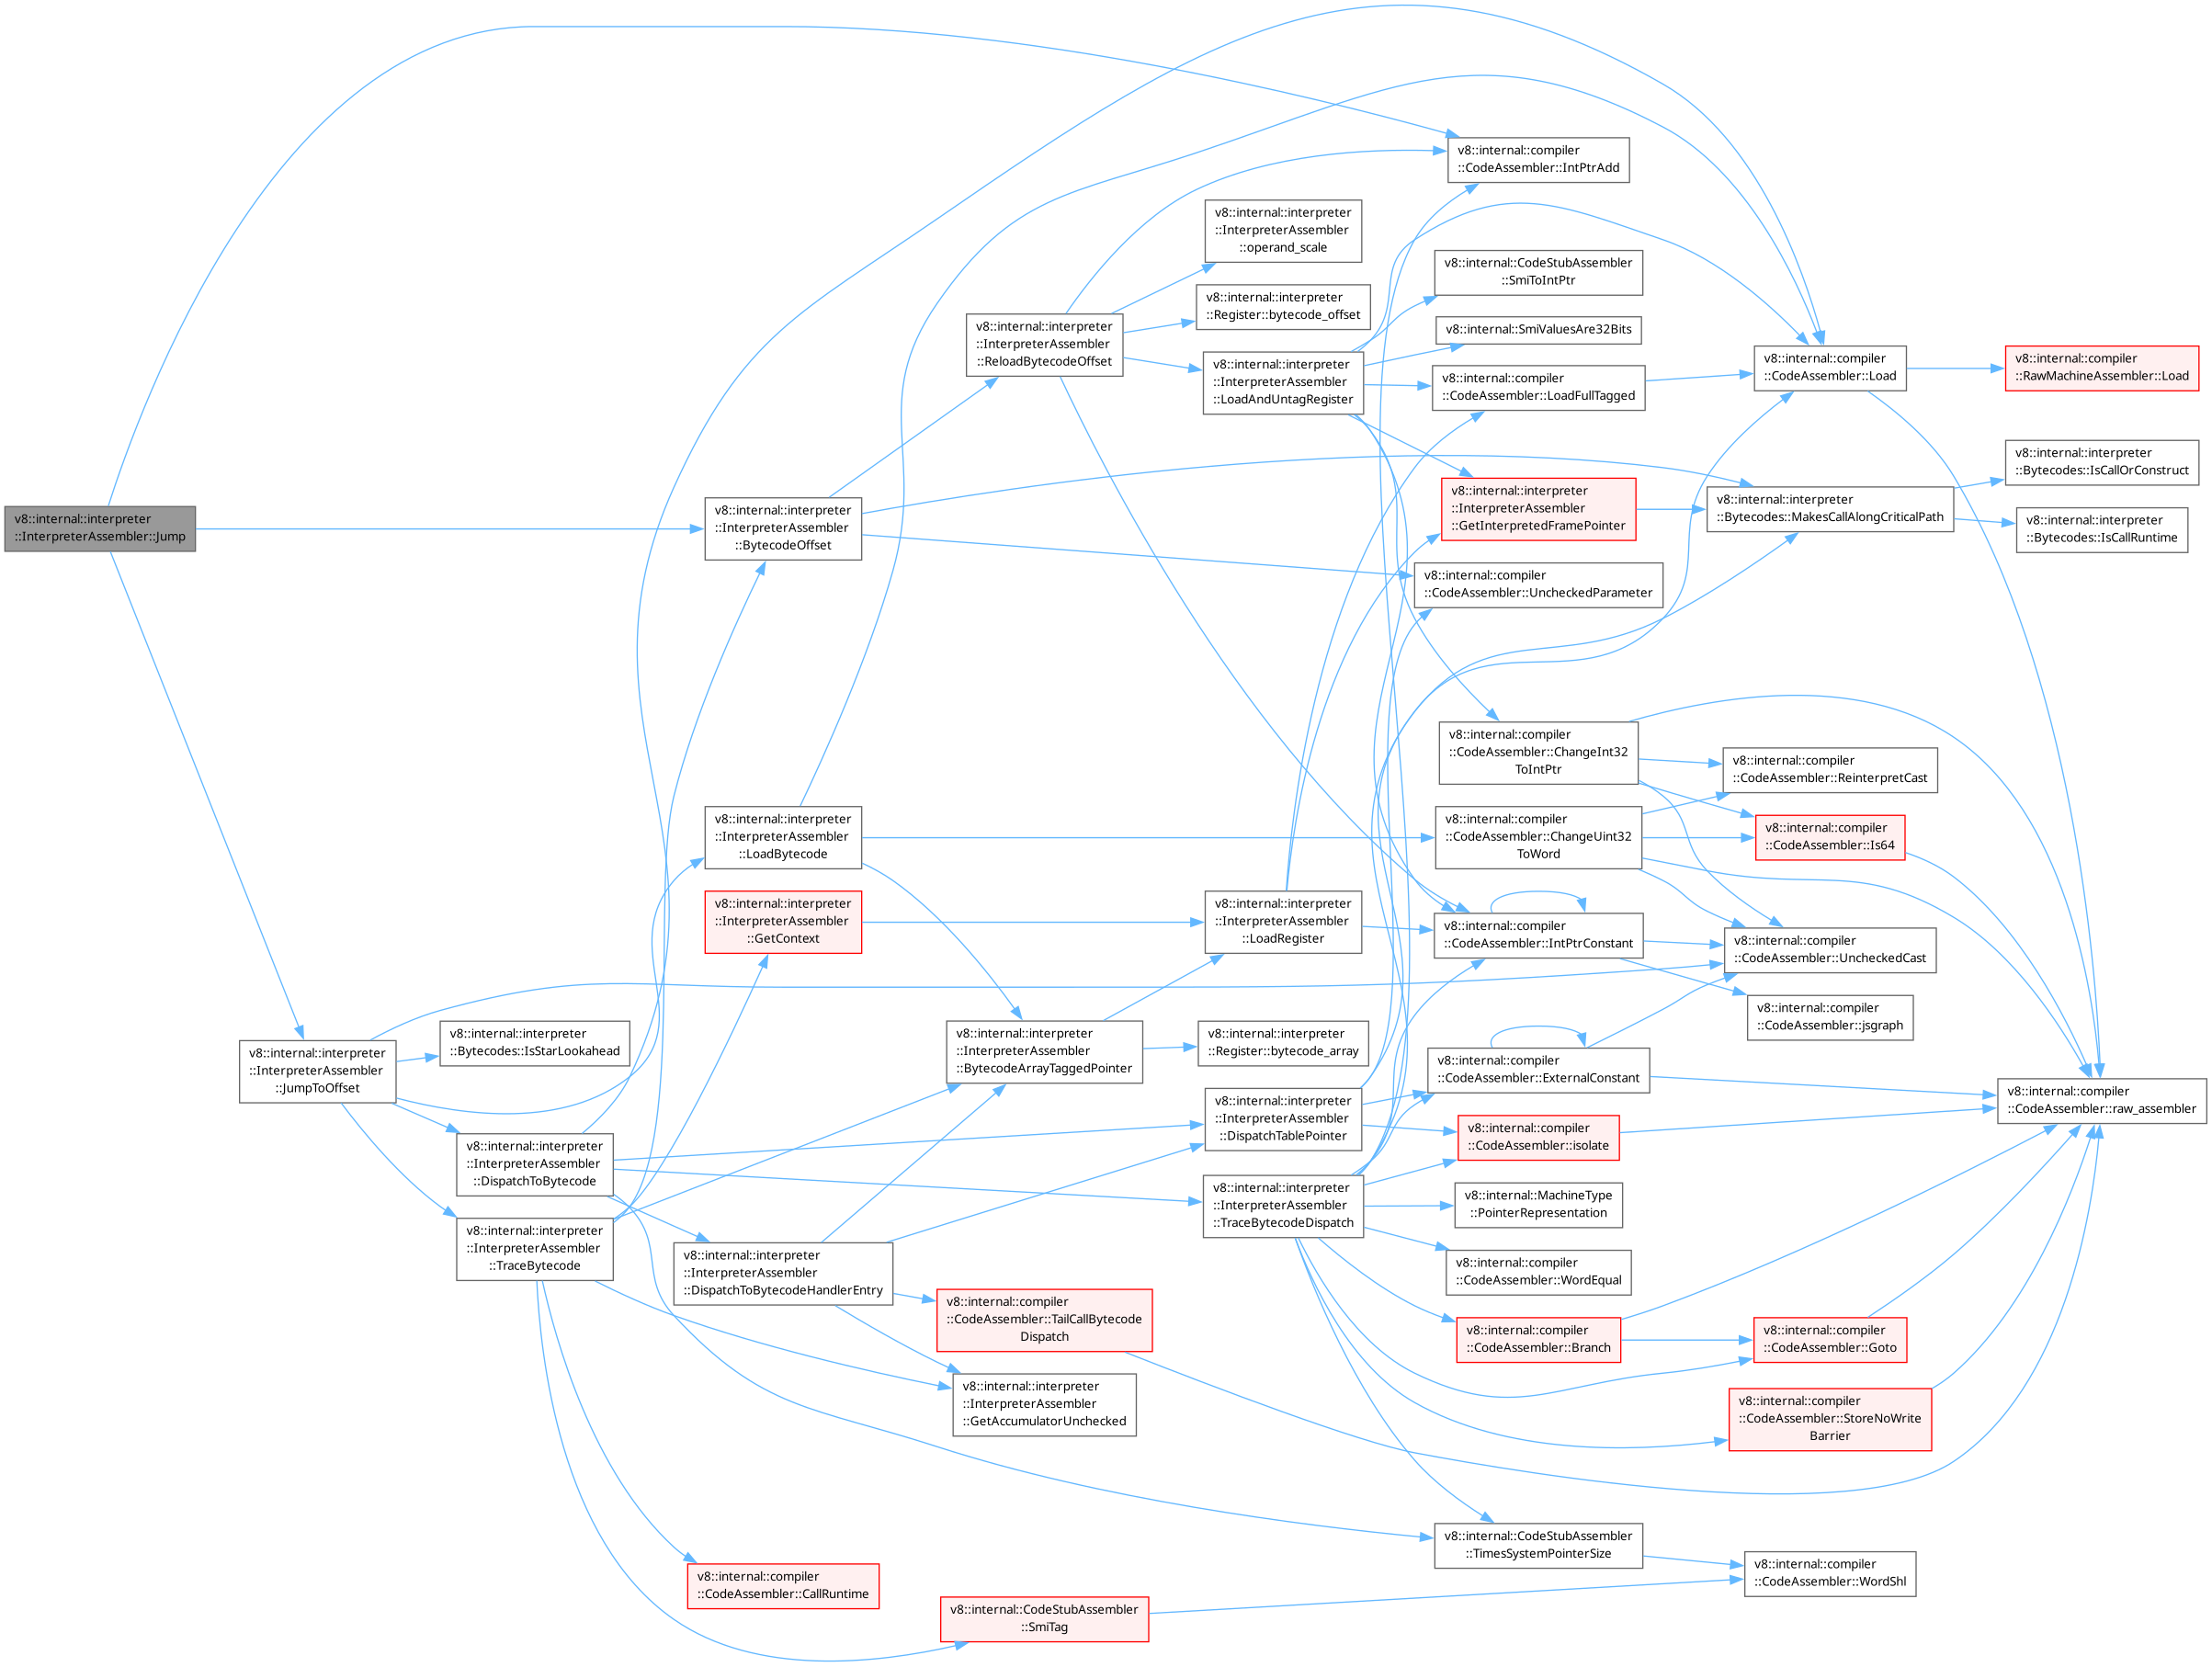 v8::internal::interpreter
::InterpreterAssembler::Jump
v8::internal::interpreter
::InterpreterAssembler
::JumpToOffset
v8::internal::interpreter
::Bytecodes::IsStarLookahead
v8::internal::interpreter
::InterpreterAssembler
::DispatchToBytecode
v8::internal::interpreter
::InterpreterAssembler
::TraceBytecode
v8::internal::interpreter
::InterpreterAssembler
::BytecodeOffset
v8::internal::interpreter
::InterpreterAssembler
::LoadBytecode
v8::internal::interpreter
::InterpreterAssembler
::GetContext
v8::internal::interpreter
::InterpreterAssembler
::DispatchToBytecodeHandlerEntry
v8::internal::compiler
::CodeAssembler::CallRuntime
v8::internal::interpreter
::InterpreterAssembler
::ReloadBytecodeOffset
v8::internal::interpreter
::InterpreterAssembler
::BytecodeArrayTaggedPointer
v8::internal::compiler
::CodeAssembler::TailCallBytecode
Dispatch
v8::internal::interpreter
::InterpreterAssembler
::GetAccumulatorUnchecked
v8::internal::CodeStubAssembler
::SmiTag
v8::internal::interpreter
::InterpreterAssembler
::operand_scale
v8::internal::interpreter
::Register::bytecode_offset
v8::internal::interpreter
::InterpreterAssembler
::LoadAndUntagRegister
v8::internal::interpreter
::InterpreterAssembler
::LoadRegister
v8::internal::interpreter
::Register::bytecode_array
v8::internal::interpreter
::InterpreterAssembler
::DispatchTablePointer
v8::internal::interpreter
::InterpreterAssembler
::TraceBytecodeDispatch
v8::internal::compiler
::CodeAssembler::IntPtrAdd
v8::internal::CodeStubAssembler
::SmiToIntPtr
v8::internal::SmiValuesAre32Bits
v8::internal::compiler
::CodeAssembler::LoadFullTagged
v8::internal::interpreter
::InterpreterAssembler
::GetInterpretedFramePointer
v8::internal::compiler
::CodeAssembler::UncheckedParameter
v8::internal::compiler
::CodeAssembler::ChangeInt32
ToIntPtr
v8::internal::compiler
::CodeAssembler::ChangeUint32
ToWord
v8::internal::compiler
::CodeAssembler::IntPtrConstant
v8::internal::compiler
::CodeAssembler::ExternalConstant
v8::internal::compiler
::CodeAssembler::isolate
v8::internal::MachineType
::PointerRepresentation
v8::internal::compiler
::CodeAssembler::WordEqual
v8::internal::compiler
::CodeAssembler::Branch
v8::internal::CodeStubAssembler
::TimesSystemPointerSize
v8::internal::compiler
::CodeAssembler::Load
v8::internal::interpreter
::Bytecodes::MakesCallAlongCriticalPath
v8::internal::compiler
::CodeAssembler::ReinterpretCast
v8::internal::compiler
::CodeAssembler::Is64
v8::internal::compiler
::CodeAssembler::UncheckedCast
v8::internal::compiler
::CodeAssembler::jsgraph
v8::internal::compiler
::CodeAssembler::Goto
v8::internal::compiler
::CodeAssembler::StoreNoWrite
Barrier
v8::internal::compiler
::CodeAssembler::WordShl
v8::internal::compiler
::RawMachineAssembler::Load
v8::internal::interpreter
::Bytecodes::IsCallOrConstruct
v8::internal::interpreter
::Bytecodes::IsCallRuntime
v8::internal::compiler
::CodeAssembler::raw_assembler